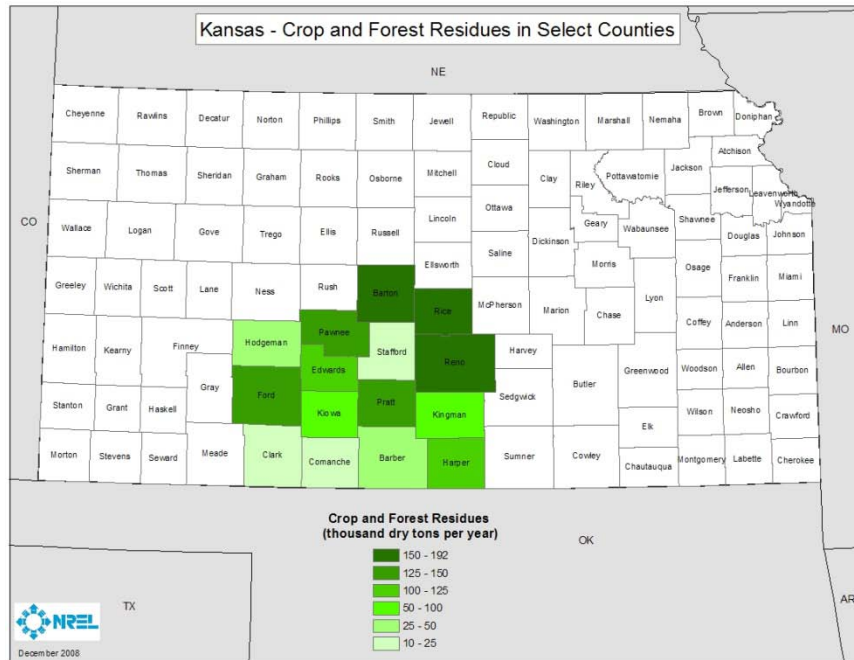 Kansas - Crop and Forest Residues in Select Counties
NE
Cheyenne Rawlins Decatur Norton Phillips Smith Jewell Republic Washington Marshall Nemaha Brown Doniphan
Atchison
Sherman Thomas Sheridan Graham Rooks Osborne Mitchell Cloud Clay Riley Pottawatomie Jackson Jefferson Leavenworth Wyandotte
CO
Wallace Logan Gove Trego Ellis Russell Lincoln Ottawa Geary Wabaunsee Shawnee Douglas Johnson
Saline Dickinson Morris
Greeley Wichita Scott Lane Ness Rush Barton Ellsworth McPherson Marion Chase Lyon Osage Franklin Miami
Rice
MO
Hamilton Kearny Finney Hodgeman Pawnee Stafford Reno Harvey Coffey Anderson Linn
Gray Ford Edwards Pratt Kingman Sedgwick Butler Greenwood Woodson Allen Bourbon
Stanton Grant Haskell Kiowa Elk Wilson Neosho Crawford
Morton Stevens Seward Meade Clark Comanche Barber Harper Sumner Cowley Chautauqua Montgomery Labette Cherokee
Crop and Forest Residues
(thousand dry tons per year)
150 - 192
125 - 150
100 - 125
50 - 100
25 - 50
10 - 25
OK
TX
AR
NREL
December 2008